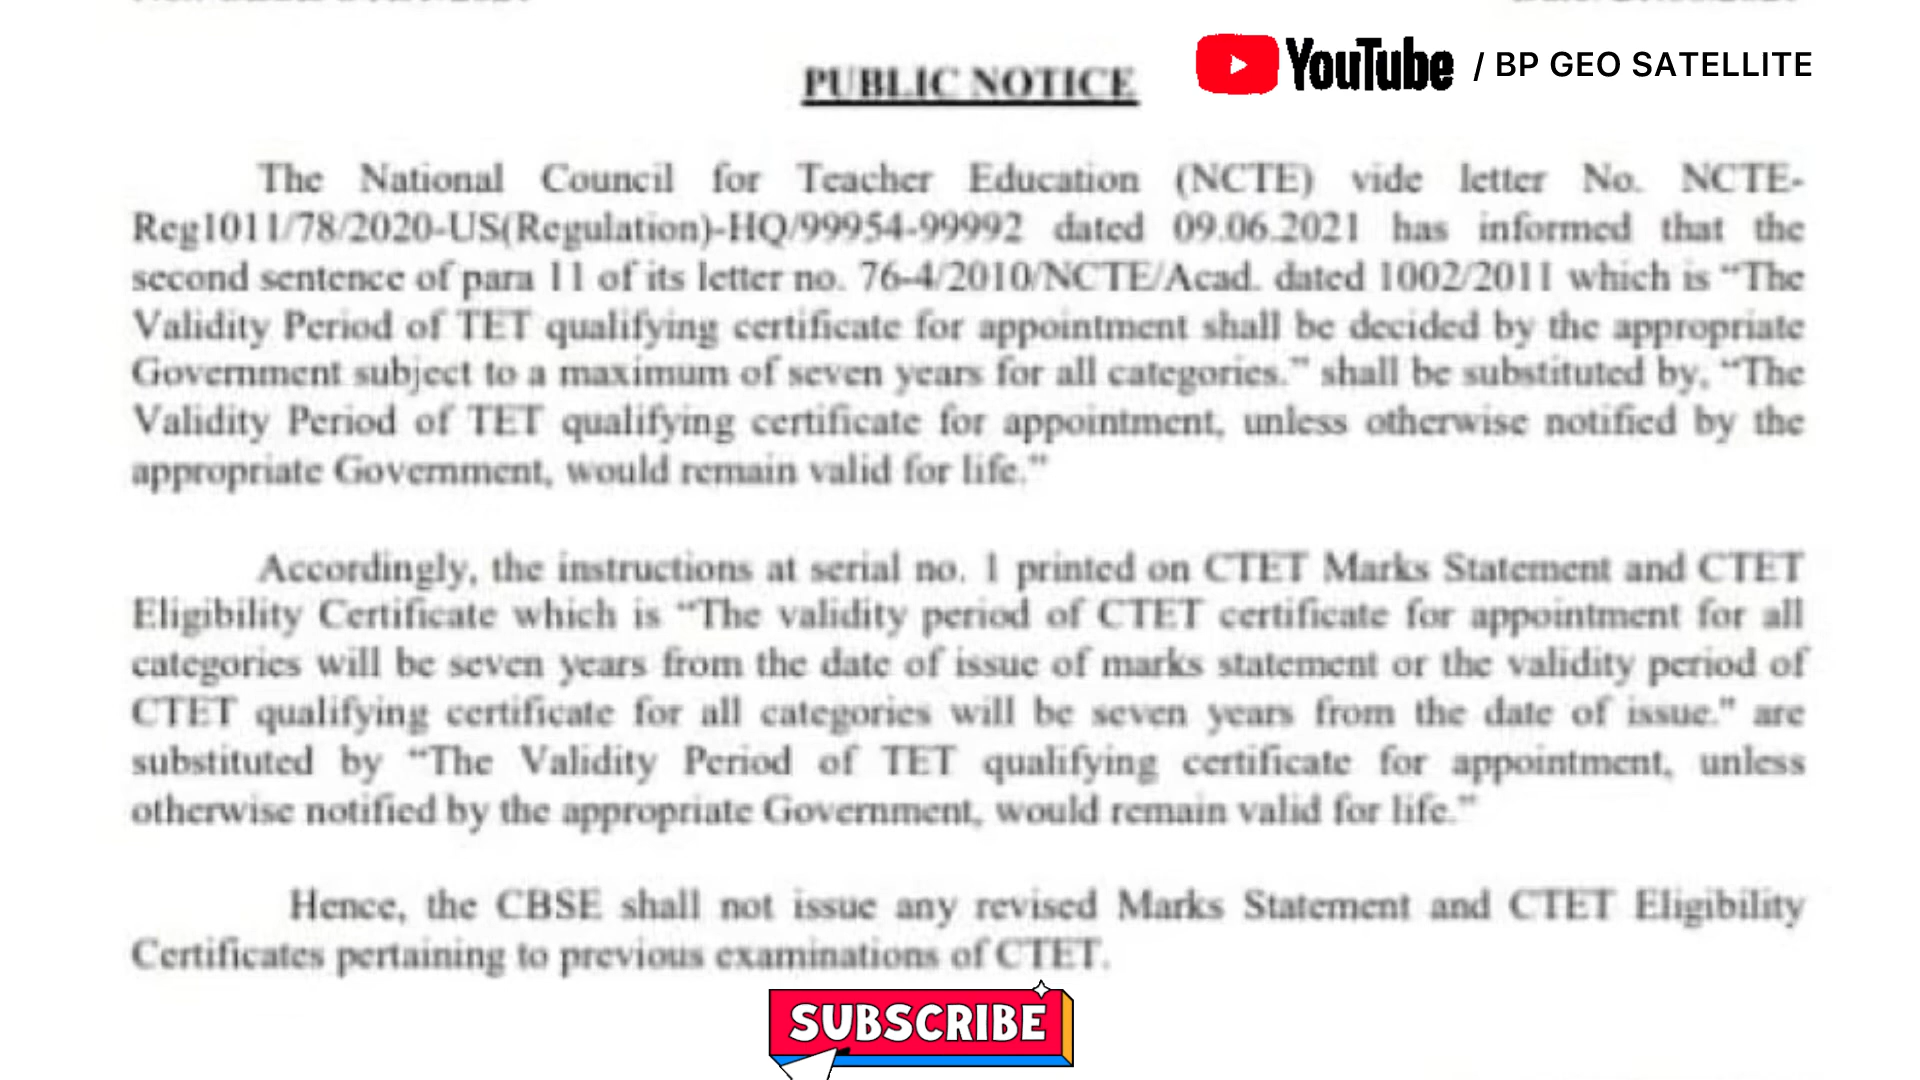 YouTube / BP GEO SATELLITE
PUBLIC NOTICE
The National Council for Teacher Education (NCTE) vide letter No. NCTE-
Reg1011/78/2020-US(Regulation)-HQ/99954-99992 dated 09.06.2021 has informed that the
second sentence of para 11 of its letter no. 76-4/2010/NCTE/Acad. dated 1002/2011 which is "The
Validity Period of TET qualifying certificate for appointment shall be decided by the appropriate
Government subject to a maximum of seven years for all categories." shall be substituted by, "The
Validity Period of TET qualifying certificate for appointment, unless otherwise notified by the
appropriate Government, would remain valid for life."
Accordingly, the instructions at serial no. 1 printed on CTET Marks Statement and CTET
Eligibility Certificate which is "The validity period of CTET certificate for appointment for all
categories will be seven years from the date of issue of marks statement or the validity period of
CTET qualifying certificate for all categories will be seven years from the date of issue." are
substituted by "The Validity Period of TET qualifying certificate for appointment, unless
otherwise notified by the appropriate Government, would remain valid for life."
Hence, the CBSE shall not issue any revised Marks Statement and CTET Eligibility
Certificates pertaining to previous examinations of CTET.
SUBSCRIBE